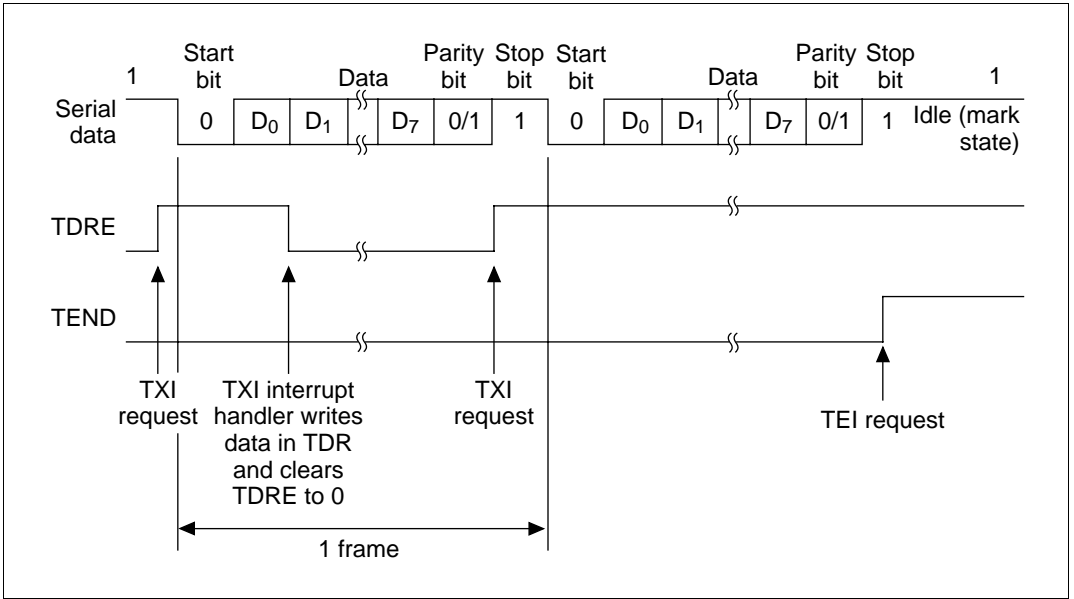 1
Start
bit
Data
Parity
bit
Stop
bit
Start
bit
Data
Parity
bit
Stop
bit
1
Serial
data
0 D0 D1 D7 0/1 1 0 D0 D1 D7 0/1 1
Idle (mark
state)
TDRE
TEND
TXI
request
TXI interrupt
handler writes
data in TDR
and clears
TDRE to 0
TXI
request
TEI request
1 frame